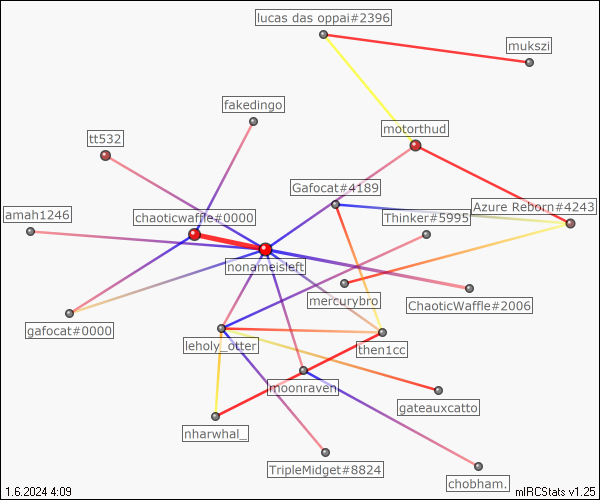 lucas das oppai#2396
mukszi
fakedingo
motorthud
tt532
Gafocat#4189
Azure Reborn#4243
amah1246
chaoticwaffle#0000
Thinker#5995
nonameisleft
mercurybro
ChaoticWaffle#2006
gafocat#0000
leholy_otter
then1cc
moonraven
gateauxcatto
nharwhal_
TripleMidget#8824
chobham.
1.6.2024 4:09
mIRCStats v1.25